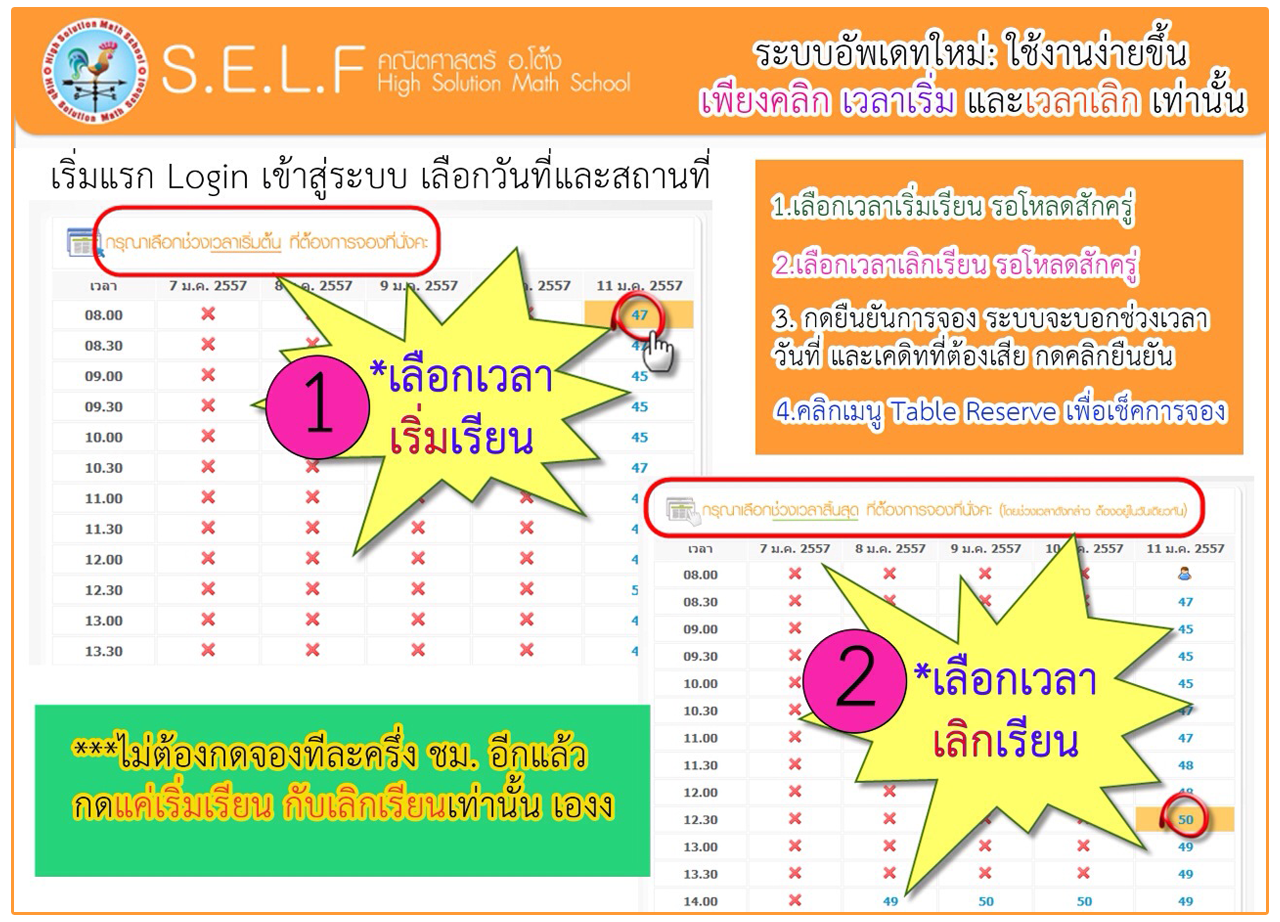 High Solution Math School
High Solution Math
S.E.L.F คณิตศาสตร์ อ.โต้ง
High Solution Math School
ระบบอัพเดทใหม่: ใช้งานง่ายขึ้น
เพียงคลิก เวลาเริ่ม และเวลาเลิก เท่านั้น
เริ่มแรก Login เข้าสู่ระบบ เลือกวันที่และสถานที่
กรุณาเลือกช่วงเวลาเริ่มต้น ที่ต้องการจองที่นั่งคะ
เวลา 7 ม.ค. 2557 8 ม.ค. 2557 9 ม.ค. 2557 2557 11 ม.ค. 2557
08.00 47
08.30
09.00 45
09.30 45
10.00 45
10.30 47
11.00
11.30
12.00
12.30
13.00
13.30
1
*เลือกเวลา
เริ่มเรียน
1.เลือกเวลาเริ่มเรียน รอโหลดสักครู่
2.เลือกเวลาเลิกเรียน รอโหลดสักครู่
3. กดยืนยันการจอง ระบบจะบอกช่วงเวลา
วันที่ และเคดิทที่ต้องเสีย กดคลิกยืนยัน
4.คลิกเมนู Table Reserve เพื่อเช็คการจอง
กรุณาเลือกช่วงเวลาสิ้นสุด ที่ต้องการจองที่นั่งคะ (โดยช่วงเวลาดังกล่าว ต้องอยู่ในวันเดียวกัน)
เวลา 7 ม.ค. 2557 8 ม.ค. 2557 9 ม.ค. 2557 10 ม.ค. 2557 11 ม.ค. 2557
08.00
08.30 47
09.00 45
09.30 45
10.00 45
10.30 47
11.00 47
11.30 48
12.00 48
12.30 50
13.00 49
13.30 49
14.00 49 50 50 49
2
*เลือกเวลา
เลิกเรียน
***ไม่ต้องกดจองทีละครึ่ง ชม. อีกแล้ว
กดแค่เริ่มเรียน กับเลิกเรียนเท่านั้น เองง